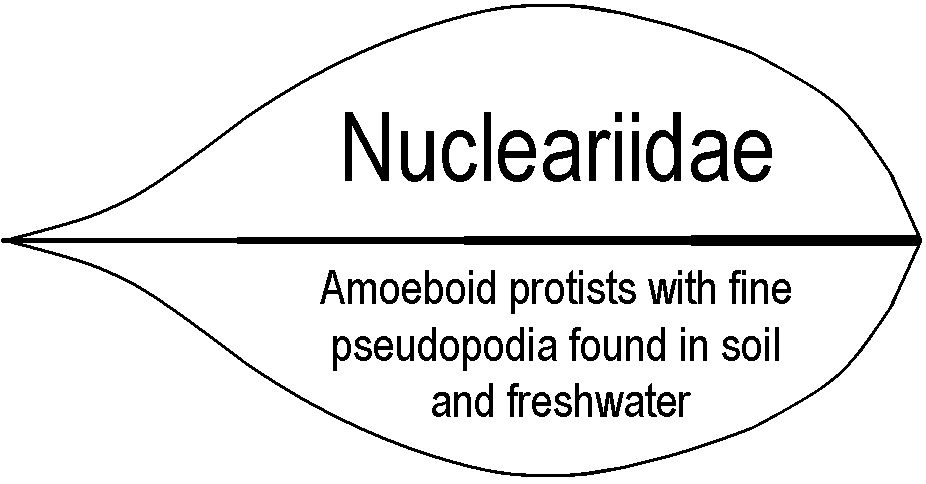 Nucleariidae
Amoeboid protists with fine
pseudopodia found in soil
and freshwater